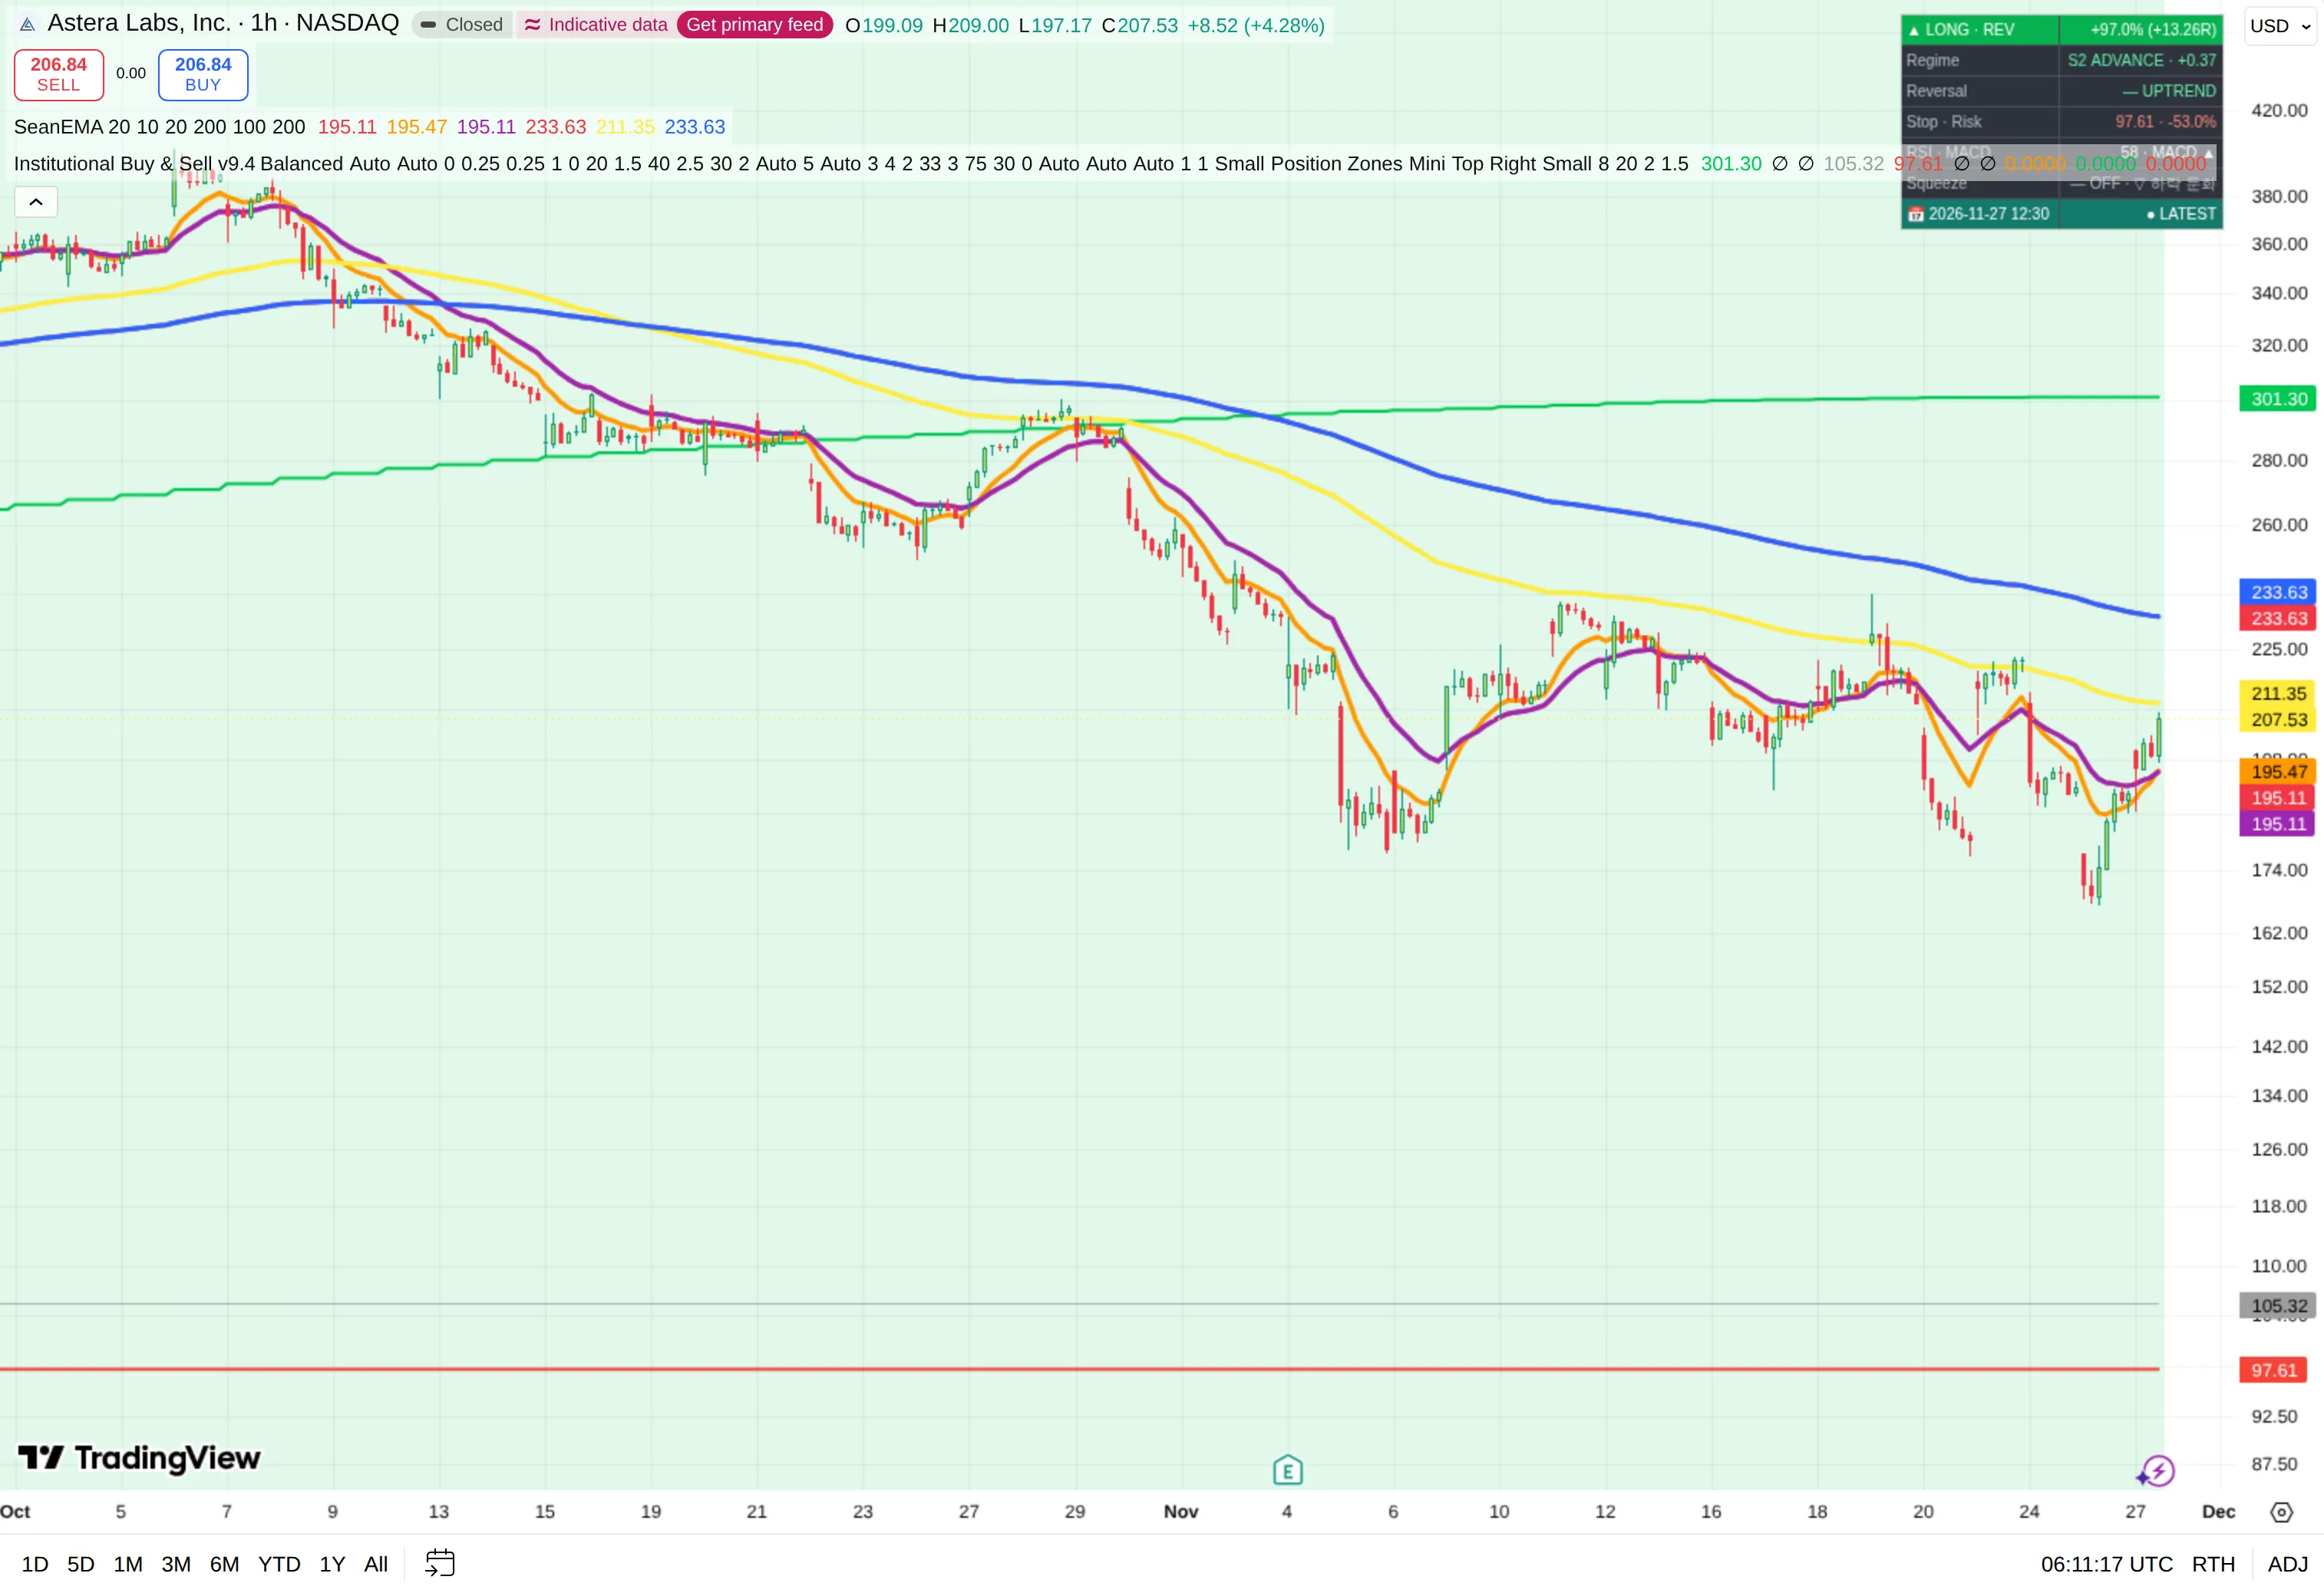 Astera Labs, Inc. · 1h · NASDAQ Closed Indicative data Get primary feed O199.09 H209.00 L197.17 C207.53 +8.52 (+4.28%)
206.84 SELL 0.00 206.84 BUY
SeanEMA 20 10 20 200 100 200 195.11 195.47 195.11 233.63 211.35 233.63
Institutional Buy & Sell v9.4 Balanced Auto Auto 0 0.25 0.25 1 0 20 1.5 40 2.5 30 2 Auto 5 Auto 3 4 2 33 3 75 30 0 Auto Auto Auto 1 1 Small Position Zones Mini Top Right Small 8 20 2 1.5 301.30 ∅ ∅ 105.32 97.61 ∅ ∅ 0.0000 0.0000 0.0000
▲ LONG · REV +97.0% (+13.26R)
Regime S2 ADVANCE · +0.37
Reversal — UPTREND
Stop · Risk 97.61 · -53.0%
RSI · MACD 58 · MACD ▲
Squeeze — OFF · ▽ 하락 둔화
2026-11-27 12:30 ● LATEST
USD
420.00
380.00
360.00
340.00
320.00
301.30
280.00
260.00
233.63
233.63
225.00
211.35
207.53
195.47
195.11
195.11
174.00
162.00
152.00
142.00
134.00
126.00
118.00
110.00
105.32
97.61
92.50
87.50
E
TradingView
Oct 5 7 9 13 15 19 21 23 27 29 Nov 4 6 10 12 16 18 20 24 27 Dec
1D 5D 1M 3M 6M YTD 1Y All 06:11:17 UTC RTH ADJ